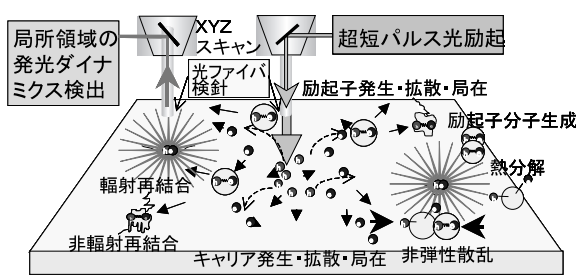 局所領域の
発光ダイナ
ミクス検出
XYZ
スキャン
超短パルス光励起
光ファイバ
検針
励起子発生・拡散・局在
励起子分子生成
熱分解
輻射再結合
非輻射再結合
キャリア発生・拡散・局在
非弾性散乱